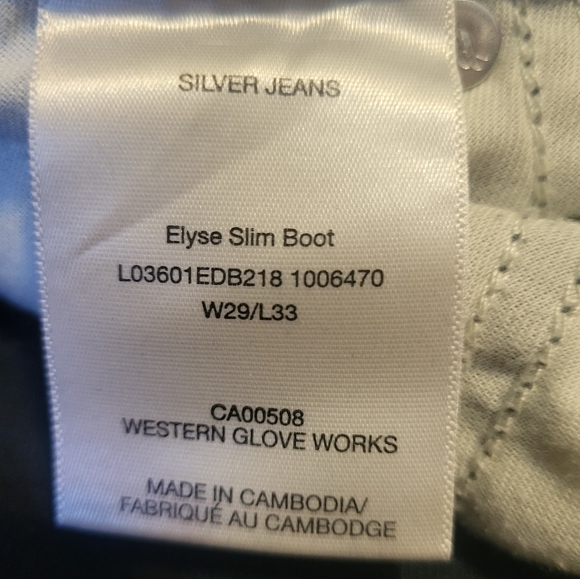 SILVER JEANS
Elyse Slim Boot
L03601EDB218 1006470
W29/L33
CA00508
WESTERN GLOVE WORKS
MADE IN CAMBODIA/
FABRIQUÉ AU CAMBODGE